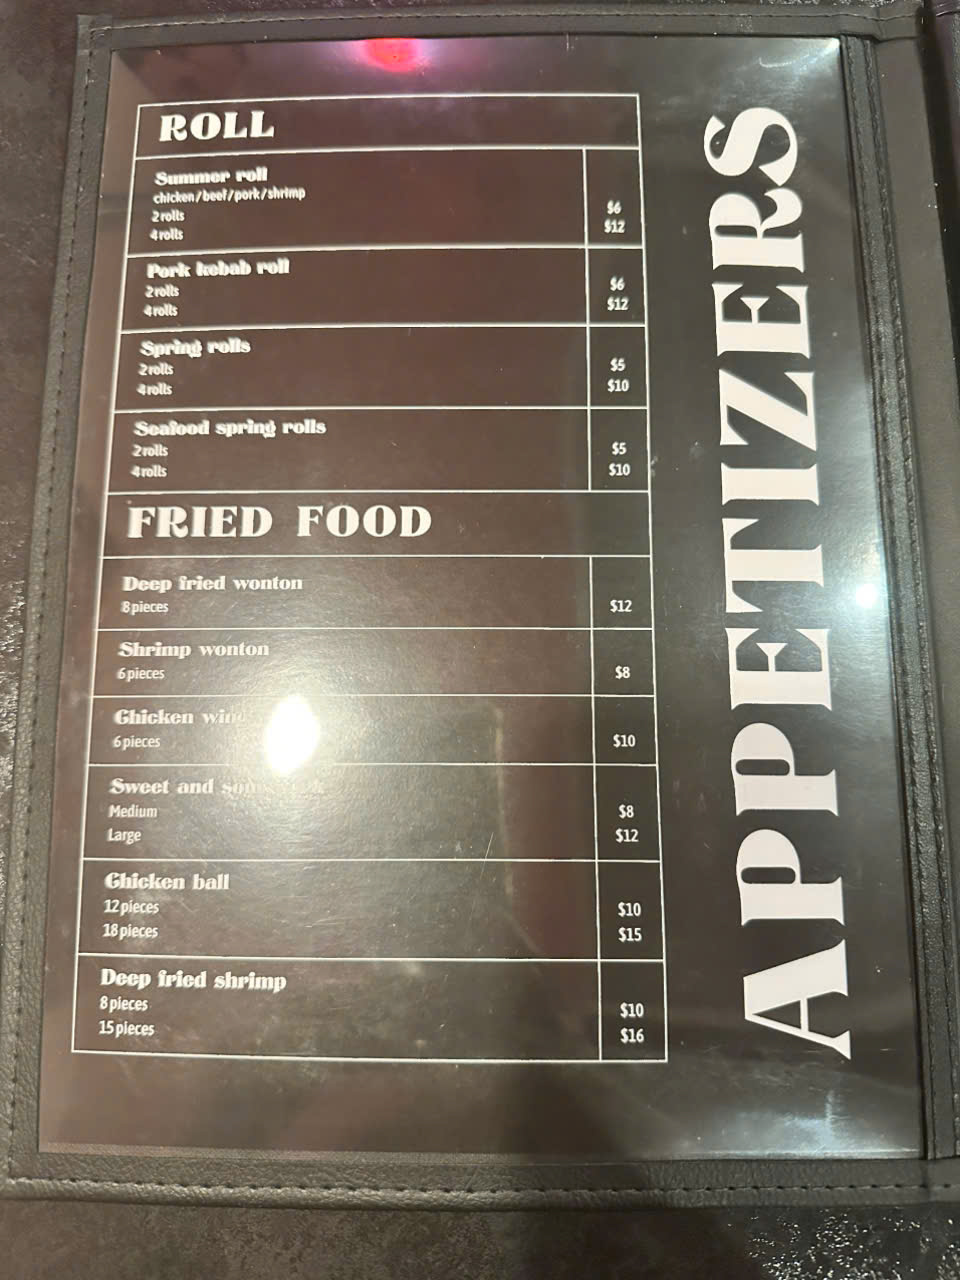 ROLL
Summer roll
chicken/beef/pork/shrimp
2 rolls $6
4 rolls $12
Pork kebab roll
2 rolls $6
4 rolls $12
Spring rolls
2 rolls $5
4 rolls $10
Seafood spring rolls
2 rolls $5
4 rolls $10
FRIED FOOD
Deep fried wonton
8 pieces $12
Shrimp wonton
6 pieces $8
Chicken
6 pieces $10
Sweet and
Medium $8
Large $12
Chicken ball
12 pieces $10
18 pieces $15
Deep fried shrimp
8 pieces $10
15 pieces $16
APPETIZERS